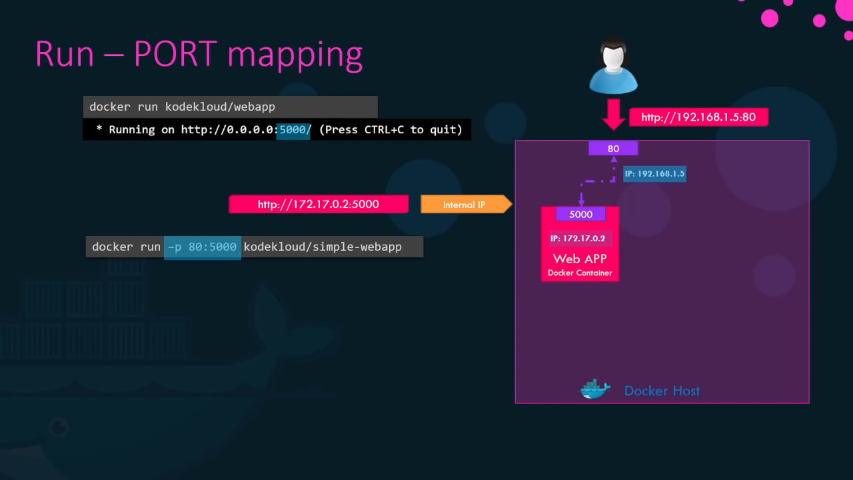 Run – PORT mapping
docker run kodekloud/webapp
* Running on http://0.0.0.0:5000/ (Press CTRL+C to quit)
http://192.168.1.5:80
80
IP: 192.168.1.5
http://172.17.0.2:5000
Internal IP
5000
IP: 172.17.0.2
Web APP
Docker Container
docker run -p 80:5000 kodekloud/simple-webapp
Docker Host